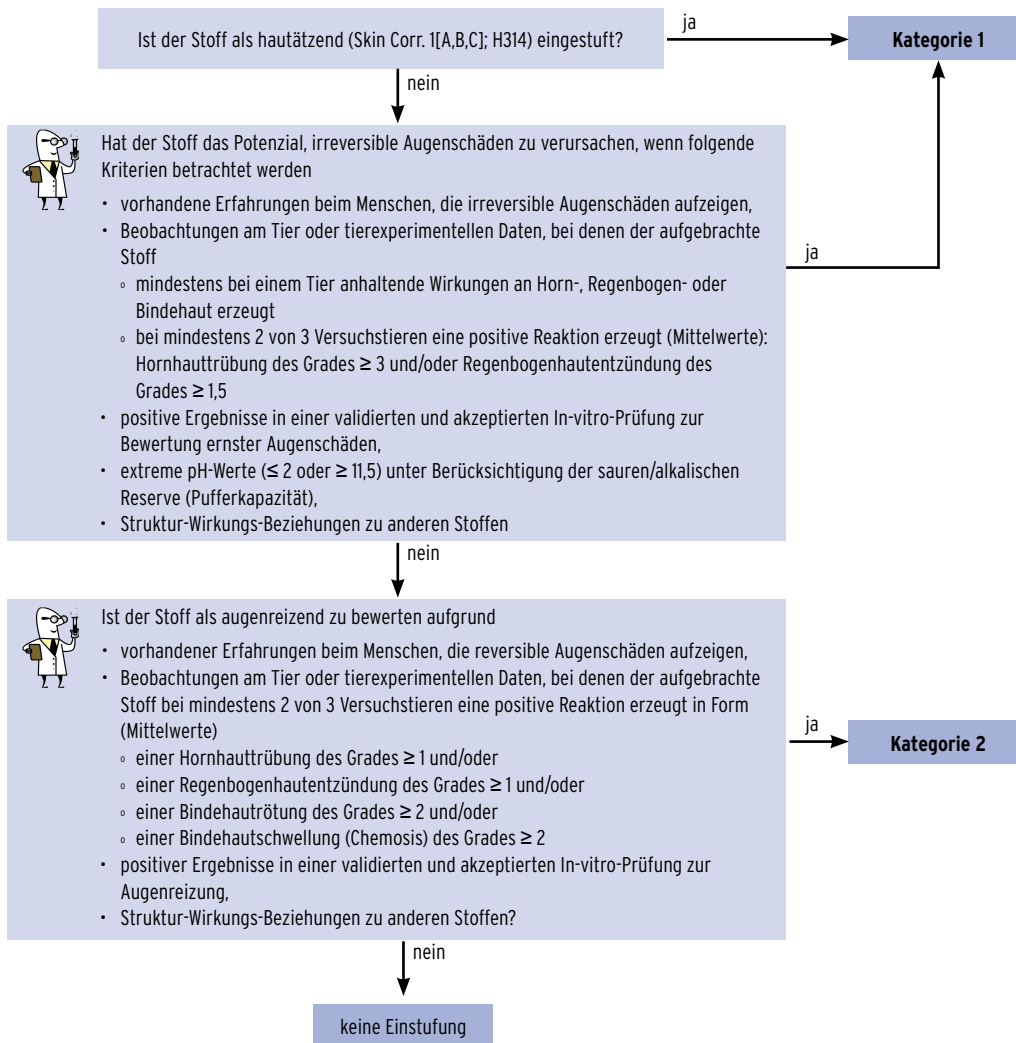 Ist der Stoff als hautätzend (Skin Corr. 1[A,B,C]; H314) eingestuft?
ja
Kategorie 1
nein
Hat der Stoff das Potenzial, irreversible Augenschäden zu verursachen, wenn folgende
Kriterien betrachtet werden
• vorhandene Erfahrungen beim Menschen, die irreversible Augenschäden aufzeigen,
• Beobachtungen am Tier oder tierexperimentellen Daten, bei denen der aufgebrachte
Stoff
o mindestens bei einem Tier anhaltende Wirkungen an Horn-, Regenbogen- oder
Bindehaut erzeugt
o bei mindestens 2 von 3 Versuchstieren eine positive Reaktion erzeugt (Mittelwerte):
Hornhauttrübung des Grades ≥ 3 und/oder Regenbogenhautentzündung des
Grades ≥ 1,5
• positive Ergebnisse in einer validierten und akzeptierten In-vitro-Prüfung zur
Bewertung ernster Augenschäden,
• extreme pH-Werte (≤ 2 oder ≥ 11,5) unter Berücksichtigung der sauren/alkalischen
Reserve (Pufferkapazität),
• Struktur-Wirkungs-Beziehungen zu anderen Stoffen
ja
nein
Ist der Stoff als augenreizend zu bewerten aufgrund
• vorhandener Erfahrungen beim Menschen, die reversible Augenschäden aufzeigen,
• Beobachtungen am Tier oder tierexperimentellen Daten, bei denen der aufgebrachte
Stoff bei mindestens 2 von 3 Versuchstieren eine positive Reaktion erzeugt in Form
(Mittelwerte)
o einer Hornhauttrübung des Grades ≥ 1 und/oder
o einer Regenbogenhautentzündung des Grades ≥ 1 und/oder
o einer Bindehautrötung des Grades ≥ 2 und/oder
o einer Bindehautschwellung (Chemosis) des Grades ≥ 2
• positiver Ergebnisse in einer validierten und akzeptierten In-vitro-Prüfung zur
Augenreizung,
• Struktur-Wirkungs-Beziehungen zu anderen Stoffen?
ja
Kategorie 2
nein
keine Einstufung